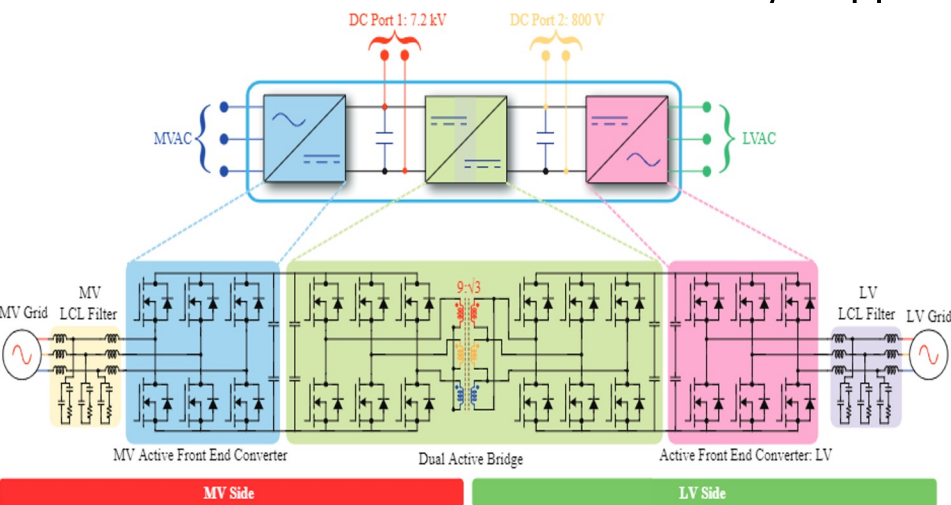 DC Port 1: 7.2 kV
DC Port 2: 800 V
MVAC
LVAC
9:√3
MV
LCL Filter
MV Grid
LV
LCL Filter
LV Grid
MV Active Front End Converter
Dual Active Bridge
Active Front End Converter: LV
MV Side
LV Side